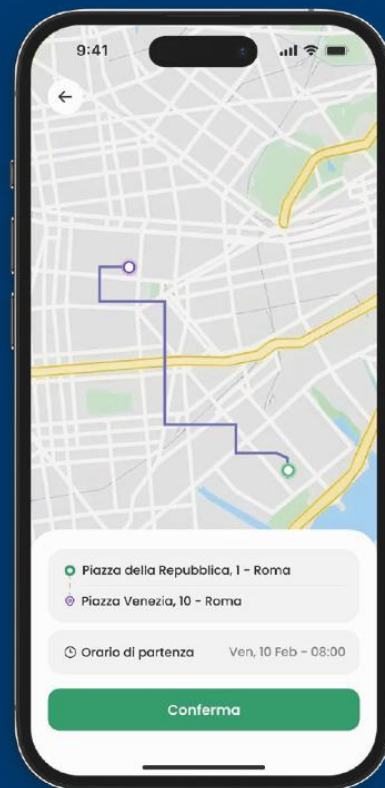 9:41
Piazza della Repubblica, 1 - Roma
Piazza Venezia, 10 - Roma
Orario di partenza Ven, 10 Feb - 08:00
Conferma